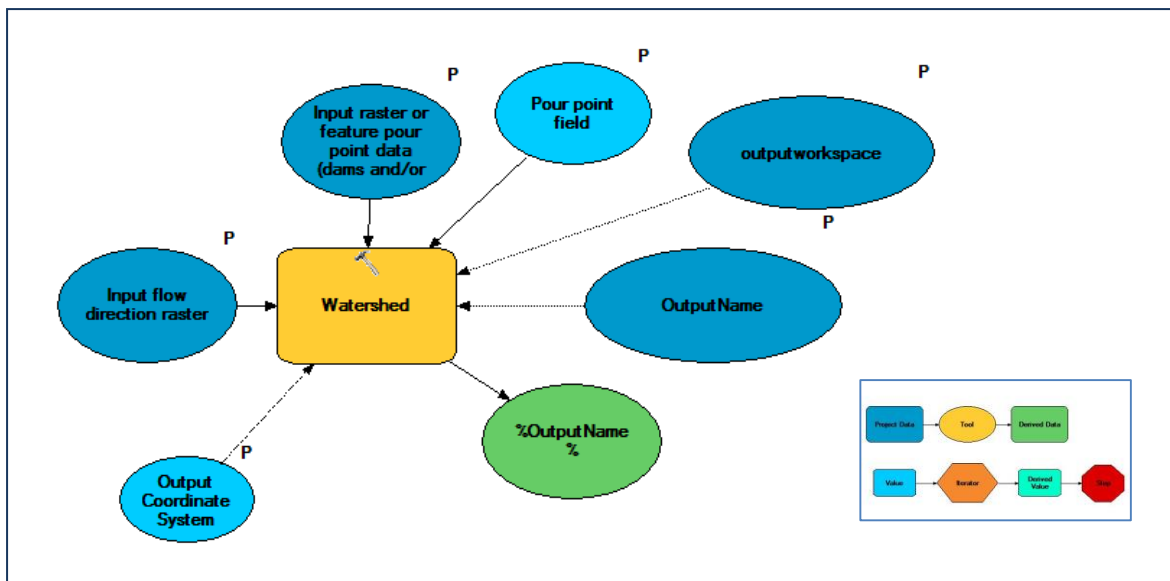 P
Input raster or
feature pour
point data
(dams and/or
P
Pour point
field
P
outputworkspace
P
Input flow
direction raster
Watershed
P
OutputName
P
Output
Coordinate
System
%OutputName
%
Project Data
Tool
Derived Data
Value
Iterator
Derived
Value
Stop